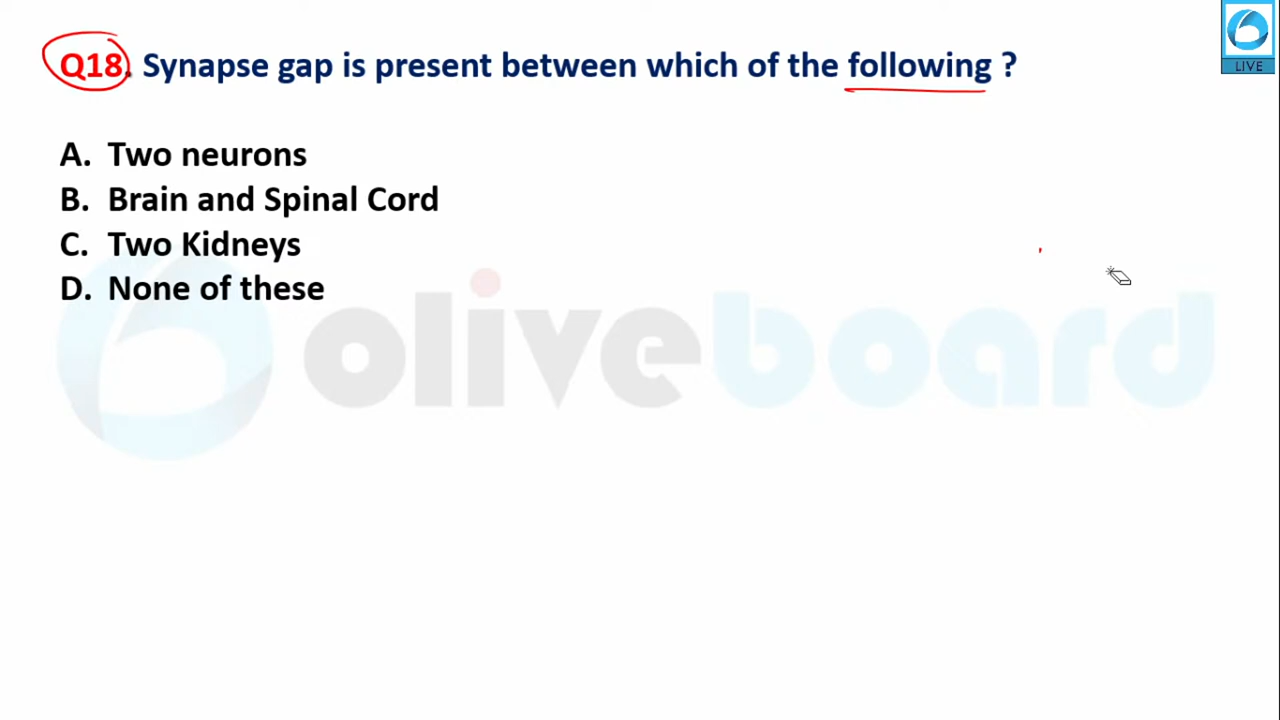 LIVE
Q18. Synapse gap is present between which of the following ?
A. Two neurons
B. Brain and Spinal Cord
C. Two Kidneys
D. None of these
oliveboard